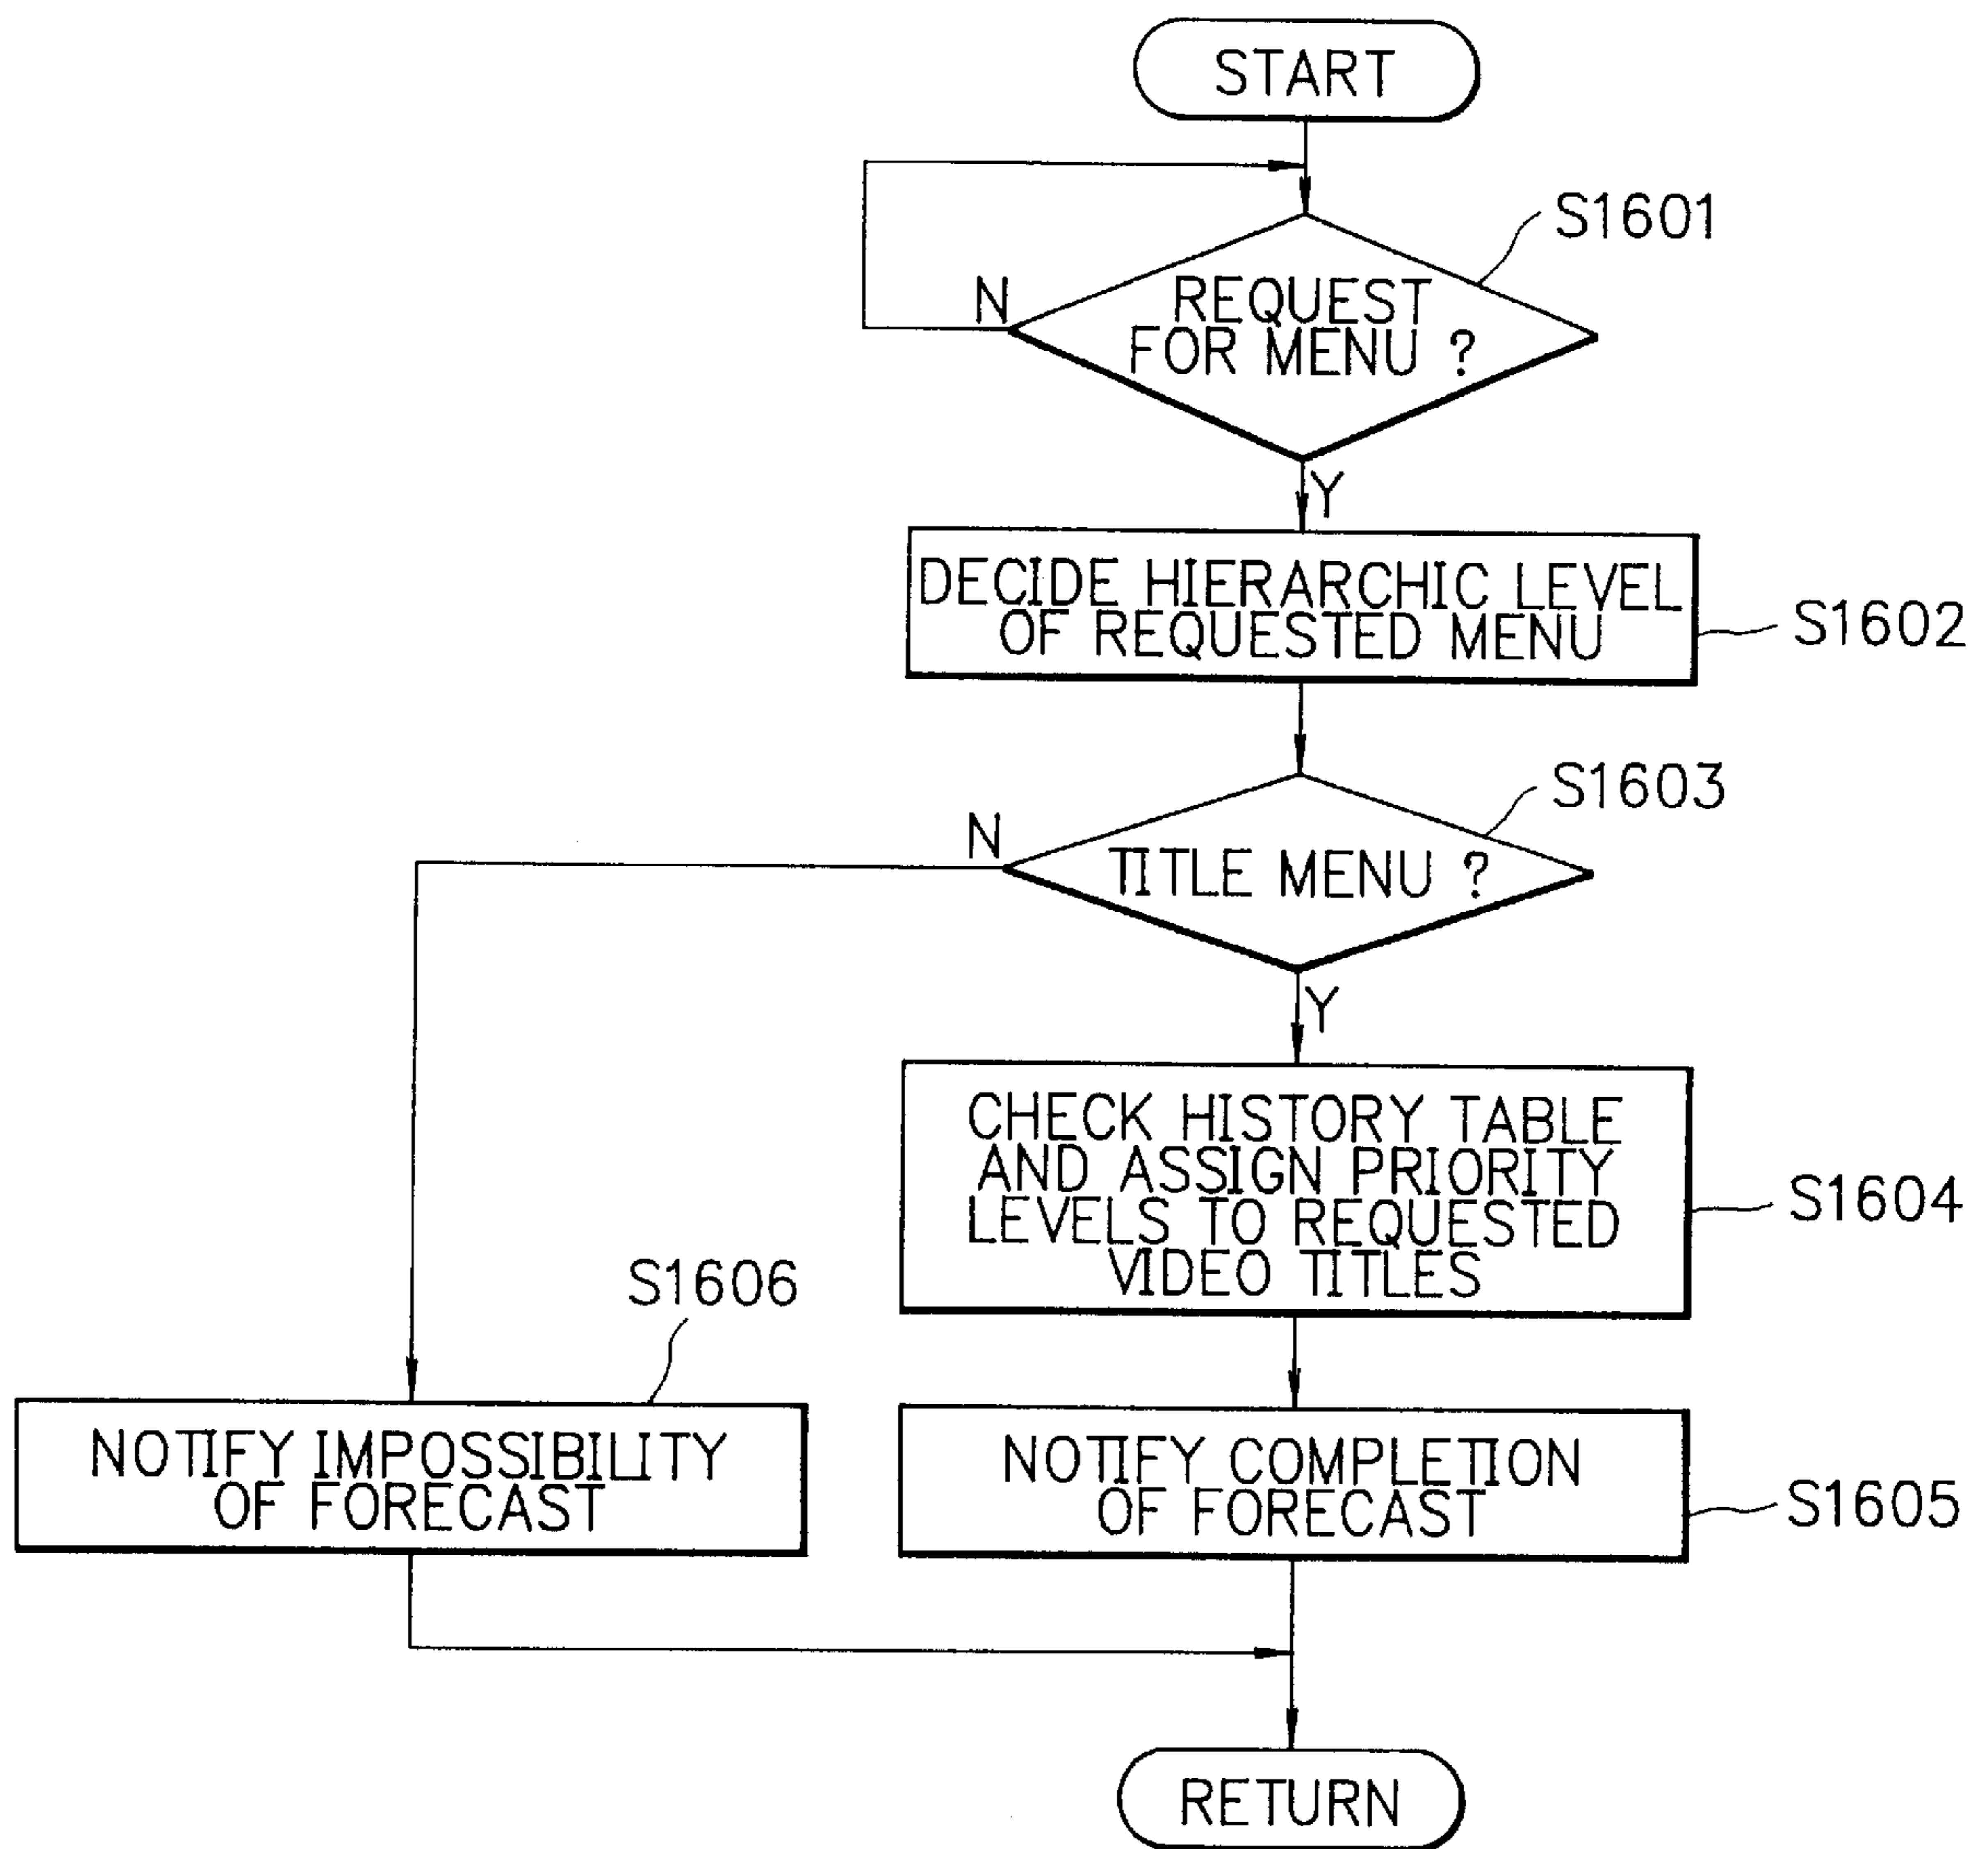 START
S1601
N
REQUEST
FOR MENU ?
Y
DECIDE HIERARCHIC LEVEL
OF REQUESTED MENU
S1602
S1603
N
TITLE MENU ?
Y
CHECK HISTORY TABLE
AND ASSIGN PRIORITY
LEVELS TO REQUESTED
VIDEO TITLES
S1604
S1606
NOTIFY IMPOSSIBILITY
OF FORECAST
NOTIFY COMPLETION
OF FORECAST
S1605
RETURN